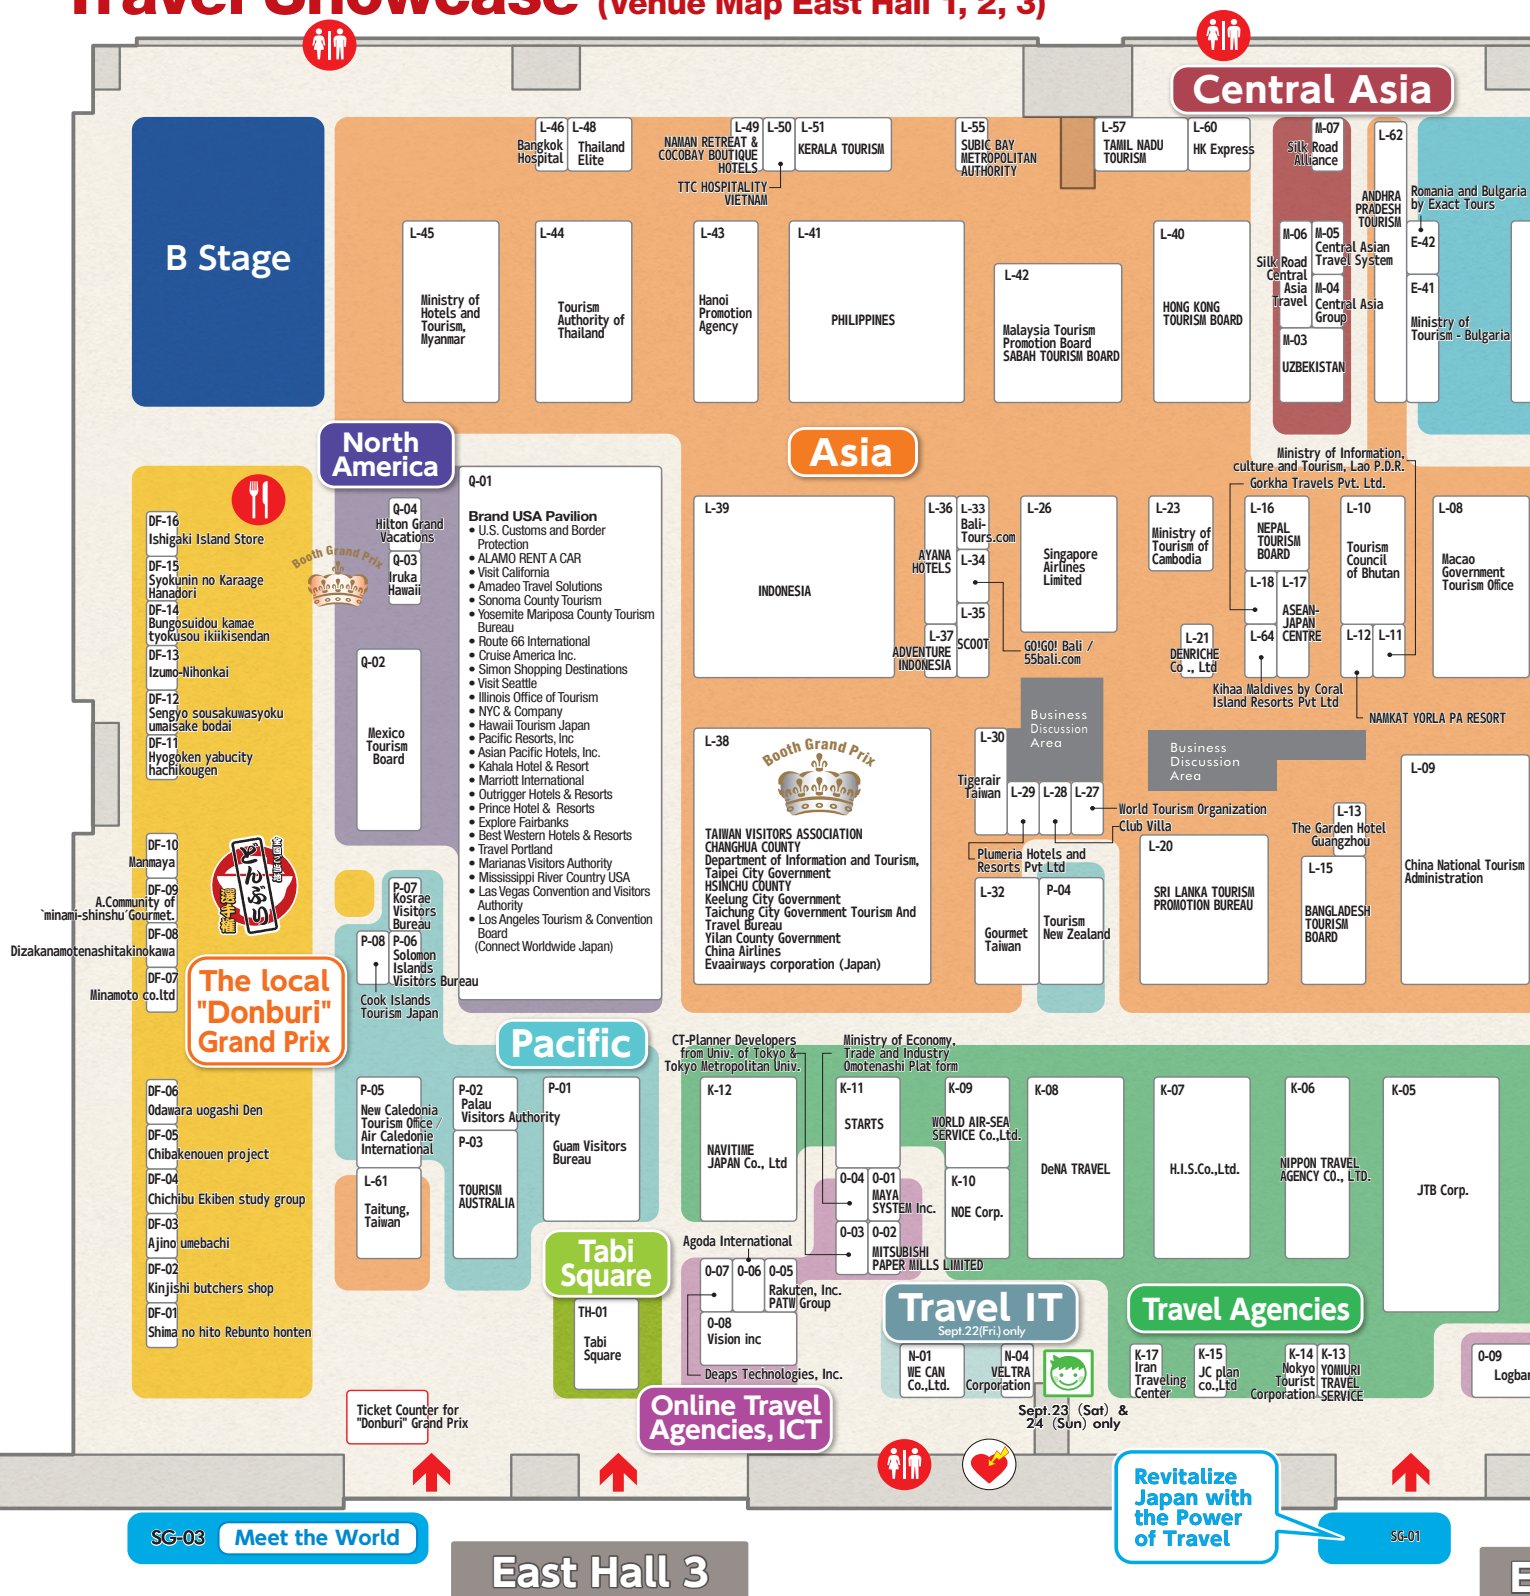 Travel Showcase (Venue Map East Hall 1, 2, 3)
Central Asia
B Stage
L-46
Bangkok
Hospital
L-48
Thailand
Elite
L-49
NAMAN RETREAT &
COCOBAY BOUTIQUE
HOTELS
L-50
TTC HOSPITALITY
VIETNAM
L-51
KERALA TOURISM
L-55
SUBIC BAY
METROPOLITAN
AUTHORITY
L-57
TAMIL NADU
TOURISM
L-60
HK Express
M-07
Silk Road
Alliance
L-62
ANDHRA
PRADESH
TOURISM
Romania and Bulgaria
by Exact Tours
E-42
E-41
Ministry of
Tourism - Bulgaria
L-45
Ministry of
Hotels and
Tourism,
Myanmar
L-44
Tourism
Authority of
Thailand
L-43
Hanoi
Promotion
Agency
L-41
PHILIPPINES
L-42
Malaysia Tourism
Promotion Board
SABAH TOURISM BOARD
L-40
HONG KONG
TOURISM BOARD
M-06
Silk Road
Central
Asia
Travel
M-05
Central Asian
Travel System
M-04
Central Asia
Group
M-03
UZBEKISTAN
North
America
Asia
Q-04
Hilton Grand
Vacations
Q-03
Iruka
Hawaii
Booth Grand Prix
Q-02
Mexico
Tourism
Board
Q-01
Brand USA Pavilion
• U.S. Customs and Border
Protection
• ALAMO RENT A CAR
• Visit California
• Amadeo Travel Solutions
• Sonoma County Tourism
• Yosemite Mariposa County Tourism
Bureau
• Route 66 International
• Cruise America Inc.
• Simon Shopping Destinations
• Visit Seattle
• Illinois Office of Tourism
• NYC & Company
• Hawaii Tourism Japan
• Pacific Resorts, Inc
• Asian Pacific Hotels, Inc.
• Kahala Hotel & Resort
• Marriott International
• Outrigger Hotels & Resorts
• Prince Hotel & Resorts
• Explore Fairbanks
• Best Western Hotels & Resorts
• Travel Portland
• Marianas Visitors Authority
• Mississippi River Country USA
• Las Vegas Convention and Visitors
Authority
• Los Angeles Tourism & Convention
Board
(Connect Worldwide Japan)
L-39
INDONESIA
L-36
AYANA
HOTELS
L-33
Bali-
Tours.com
L-34
GO!GO! Bali /
55bali.com
L-35
SCOOT
L-37
ADVENTURE
INDONESIA
L-26
Singapore
Airlines
Limited
L-23
Ministry of
Tourism of
Cambodia
L-21
DENRICHE
Co ., Ltd
Ministry of Information,
culture and Tourism, Lao P.D.R.
Gorkha Travels Pvt. Ltd.
L-16
NEPAL
TOURISM
BOARD
L-18
L-17
ASEAN-
JAPAN
CENTRE
L-64
Kihaa Maldives by Coral
Island Resorts Pvt Ltd
L-10
Tourism
Council
of Bhutan
L-12
L-11
NAMKAT YORLA PA RESORT
L-08
Macao
Government
Tourism Office
Business
Discussion
Area
Business
Discussion
Area
L-38
Booth Grand Prix
TAIWAN VISITORS ASSOCIATION
CHANGHUA COUNTY
Department of Information and Tourism,
Taipei City Government
HSINCHU COUNTY
Keelung City Government
Taichung City Government Tourism And
Travel Bureau
Yilan County Government
China Airlines
Evaairways corporation (Japan)
L-30
Tigerair
Taiwan
L-29
L-28
L-27
World Tourism Organization
Club Villa
Plumeria Hotels and
Resorts Pvt Ltd
L-32
Gourmet
Taiwan
P-04
Tourism
New Zealand
L-20
SRI LANKA TOURISM
PROMOTION BUREAU
L-13
The Garden Hotel
Guangzhou
L-15
BANGLADESH
TOURISM
BOARD
L-09
China National Tourism
Administration
DF-16
Ishigaki Island Store
DF-15
Syokunin no Karaage
Hanadori
DF-14
Bungosuidou kamae
tyokusou ikiikisendan
DF-13
Izumo-Nihonkai
DF-12
Sengyo sousakuwasyoku
umaisake bodai
DF-11
Hyogoken yabucity
hachikougen
DF-10
Manmaya
DF-09
A.Community of
`minami-shinshu'Gourmet.
DF-08
Dizakanamotenashitakinokawa
DF-07
Minamoto co.ltd
どんぶり
The local
"Donburi"
Grand Prix
DF-06
Odawara uogashi Den
DF-05
Chibakenouen project
DF-04
Chichibu Ekiben study group
DF-03
Ajino umebachi
DF-02
Kinjishi butchers shop
DF-01
Shima no hito Rebunto honten
P-07
Kosrae
Visitors
Bureau
P-08
P-06
Solomon
Islands
Visitors Bureau
Cook Islands
Tourism Japan
Pacific
P-05
New Caledonia
Tourism Office /
Air Caledonie
International
P-02
Palau
Visitors Authority
P-03
TOURISM
AUSTRALIA
P-01
Guam Visitors
Bureau
L-61
Taitung,
Taiwan
Tabi
Square
TH-01
Tabi
Square
CT-Planner Developers
from Univ. of Tokyo &
Tokyo Metropolitan Univ.
Ministry of Economy,
Trade and Industry
Omotenashi Plat form
K-12
NAVITIME
JAPAN Co., Ltd
K-11
STARTS
K-09
WORLD AIR-SEA
SERVICE Co.,Ltd.
K-10
NOE Corp.
K-08
DeNA TRAVEL
K-07
H.I.S.Co.,Ltd.
K-06
NIPPON TRAVEL
AGENCY CO., LTD.
K-05
JTB Corp.
O-04
O-01
MAYA
SYSTEM Inc.
O-03
O-02
MITSUBISHI
PAPER MILLS LIMITED
Agoda International
O-07
O-06
O-05
Rakuten, Inc.
PATW Group
O-08
Vision inc
Deaps Technologies, Inc.
Online Travel
Agencies, ICT
Travel IT
Sept.22(Fri.) only
N-01
WE CAN
Co.,Ltd.
N-04
VELTRA
Corporation
Sept.23 (Sat) &
24 (Sun) only
Travel Agencies
K-17
Iran
Traveling
Center
K-15
JC plan
co.,Ltd
K-14
Nokyo
Tourist
Corporation
K-13
YOMIURI
TRAVEL
SERVICE
O-09
Logbar
Ticket Counter for
"Donburi" Grand Prix
SG-03
Meet the World
Revitalize
Japan with
the Power
of Travel
SG-01
East Hall 3